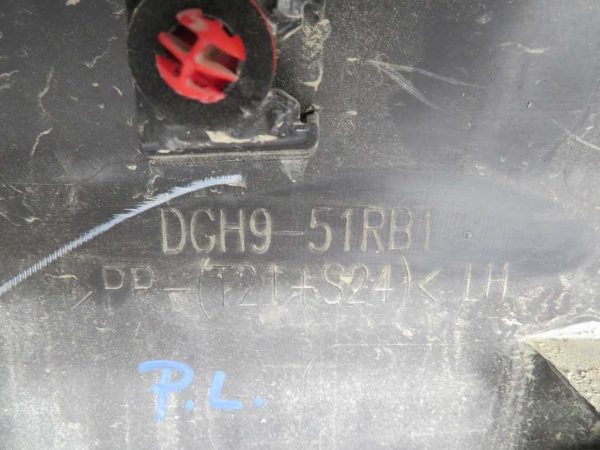 DGH9-51RB1
>PP-(T21+S24)< LH
P.L.